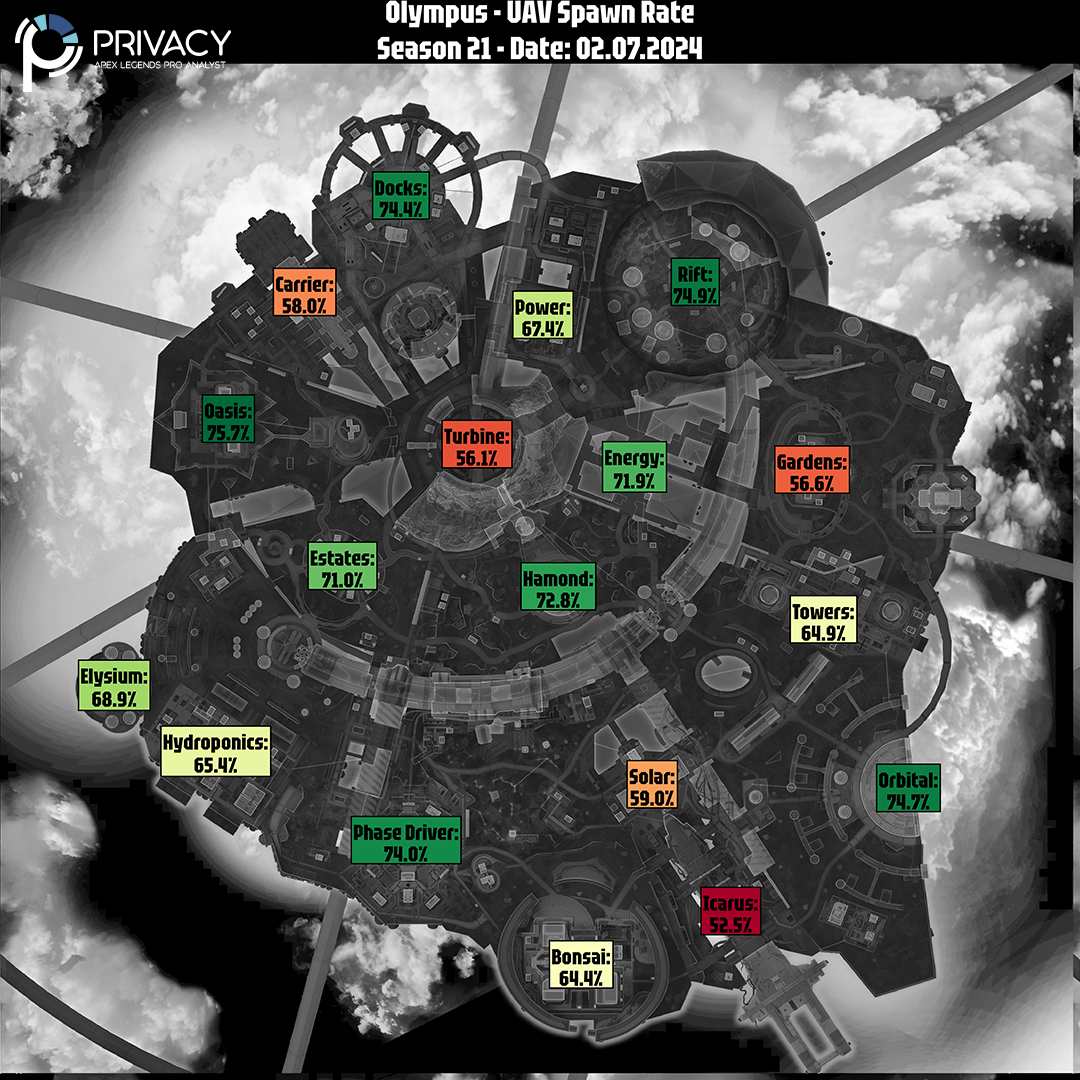 Olympus - UAV Spawn Rate
Season 21 - Date: 02.07.2024
PRIVACY
APEX LEGENDS PRO ANALYST
Docks:
74.4%
Rift:
74.9%
Carrier:
58.0%
Power:
67.4%
Oasis:
75.7%
Turbine:
56.1%
Energy:
71.9%
Gardens:
56.6%
Estates:
71.0%
Hamond:
72.8%
Towers:
64.9%
Elysium:
68.9%
Hydroponics:
65.4%
Solar:
59.0%
Orbital:
74.7%
Phase Driver:
74.0%
Icarus:
52.5%
Bonsai:
64.4%